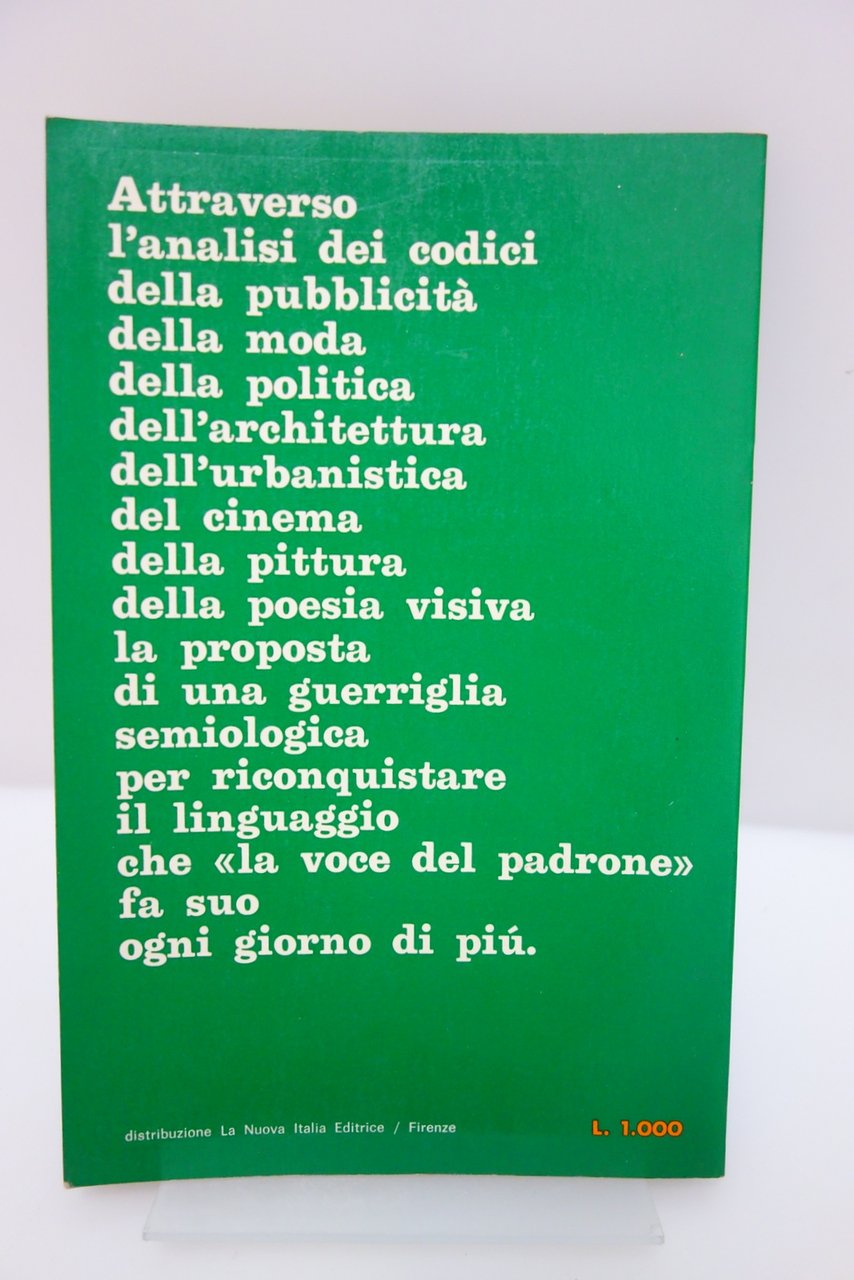 Attraverso
l'analisi dei codici
della pubblicità
della moda
della politica
dell'architettura
dell'urbanistica
del cinema
della pittura
della poesia visiva
la proposta
di una guerriglia
semiologica
per riconquistare
il linguaggio
che «la voce del padrone»
fa suo
ogni giorno di piú.
distribuzione La Nuova Italia Editrice / Firenze
L. 1.000